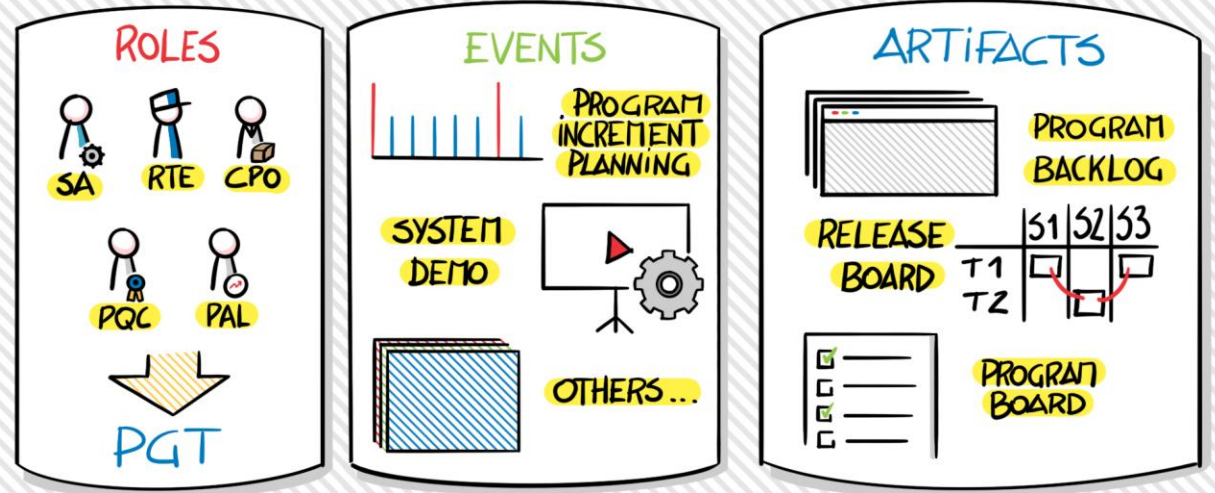 ROLES
SA
RTE
CPO
PQC
PAL
PGT
EVENTS
PROGRAM
INCREMENT
PLANNING
SYSTEM
DEMO
OTHERS...
ARTiFACTS
PROGRAM
BACKLOG
RELEASE
BOARD
S1 S2 S3
T1
T2
PROGRAM
BOARD